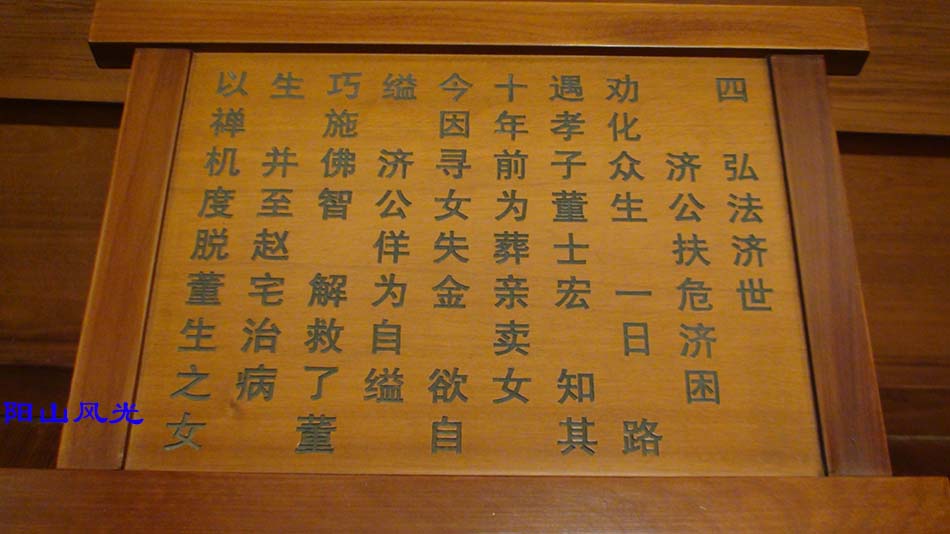 四 弘法济世
济公扶危济困
劝化众生 一日 路
遇孝子董士宏 知其
十年前为葬亲卖女
今因寻女失金 欲自
缢 济公佯为自缢
巧施佛智 解救了董
生 并至赵宅治病
以禅机度脱董生之女
阳山风光